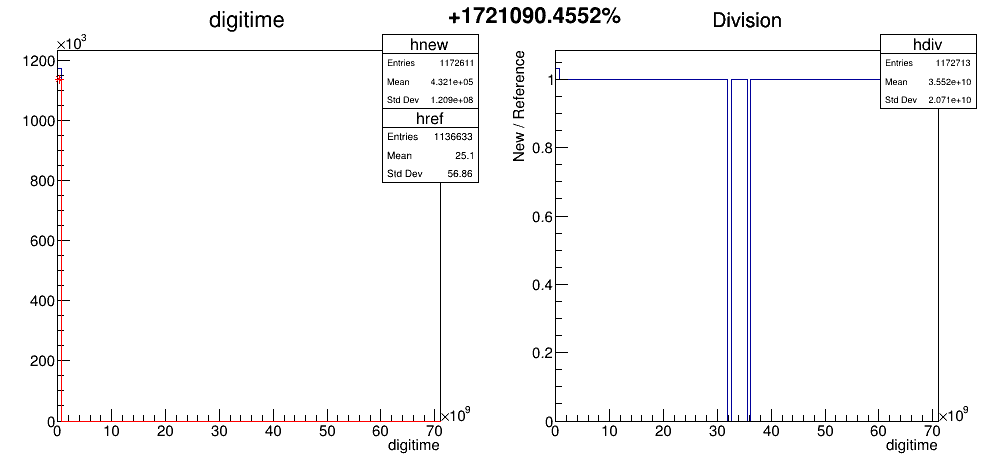 +1721090.4552%
digitime
×10³
1200
1000
800
600
400
200
0
hnew
Entries 1172611
Mean 4.321e+05
Std Dev 1.209e+08
href
Entries 1136633
Mean 25.1
Std Dev 56.86
0 10 20 30 40 50 60 70
×10⁹
digitime
Division
New / Reference
1
0.8
0.6
0.4
0.2
0
hdiv
Entries 1172713
Mean 3.552e+10
Std Dev 2.071e+10
0 10 20 30 40 50 60 70
×10⁹
digitime